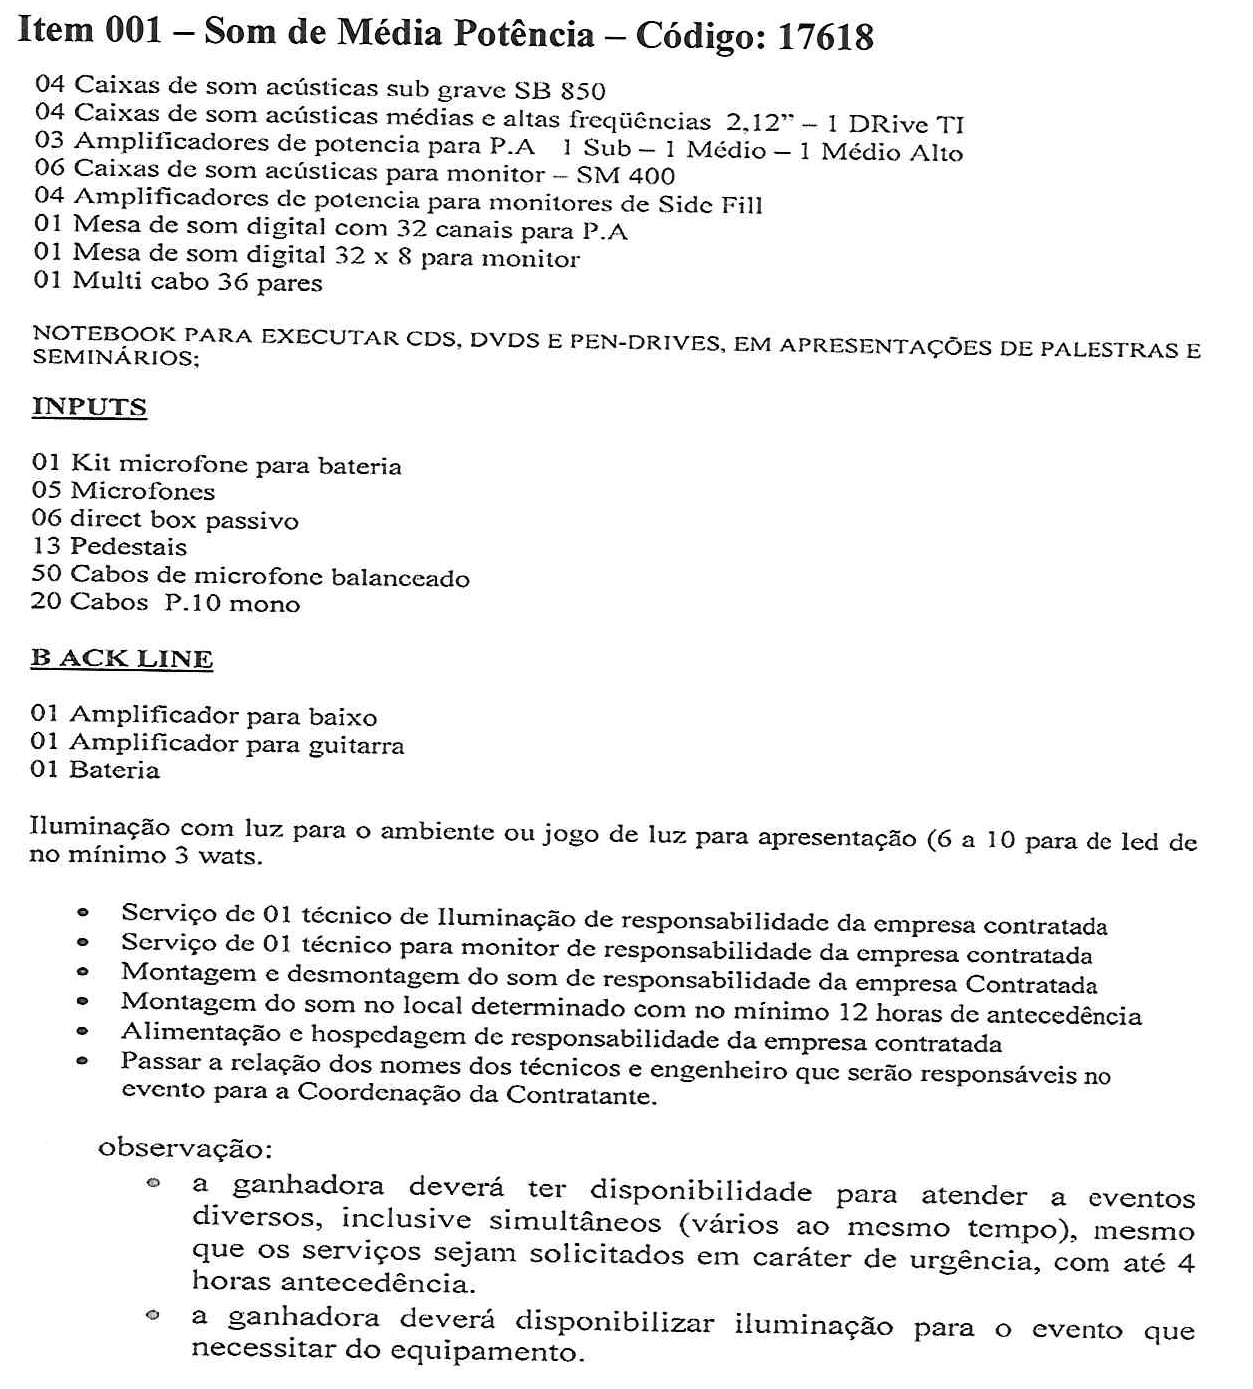 Item 001 – Som de Média Potência – Código: 17618
04 Caixas de som acústicas sub grave SB 850
04 Caixas de som acústicas médias e altas freqüências 2,12” – 1 DRive TI
03 Amplificadores de potencia para P.A 1 Sub – 1 Médio – 1 Médio Alto
06 Caixas de som acústicas para monitor – SM 400
04 Amplificadores de potencia para monitores de Side Fill
01 Mesa de som digital com 32 canais para P.A
01 Mesa de som digital 32 x 8 para monitor
01 Multi cabo 36 pares
NOTEBOOK PARA EXECUTAR CDS, DVDS E PEN-DRIVES, EM APRESENTAÇÕES DE PALESTRAS E
SEMINÁRIOS;
INPUTS
01 Kit microfone para bateria
05 Microfones
06 direct box passivo
13 Pedestais
50 Cabos de microfone balanceado
20 Cabos P.10 mono
B ACK LINE
01 Amplificador para baixo
01 Amplificador para guitarra
01 Bateria
Iluminação com luz para o ambiente ou jogo de luz para apresentação (6 a 10 para de led de
no mínimo 3 wats.
• Serviço de 01 técnico de Iluminação de responsabilidade da empresa contratada
• Serviço de 01 técnico para monitor de responsabilidade da empresa contratada
• Montagem e desmontagem do som de responsabilidade da empresa Contratada
• Montagem do som no local determinado com no mínimo 12 horas de antecedência
• Alimentação e hospedagem de responsabilidade da empresa contratada
• Passar a relação dos nomes dos técnicos e engenheiro que serão responsáveis no
evento para a Coordenação da Contratante.
observação:
• a ganhadora deverá ter disponibilidade para atender a eventos
diversos, inclusive simultâneos (vários ao mesmo tempo), mesmo
que os serviços sejam solicitados em caráter de urgência, com até 4
horas antecedência.
• a ganhadora deverá disponibilizar iluminação para o evento que
necessitar do equipamento.